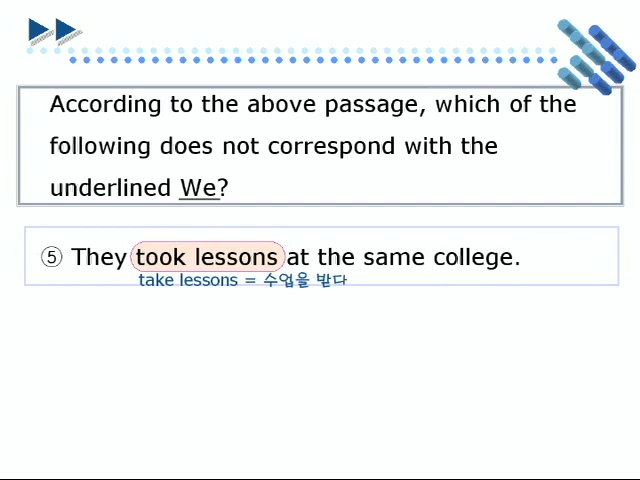 According to the above passage, which of the
following does not correspond with the
underlined We?
⑤ They took lessons at the same college.
take lessons = 수업을 받다